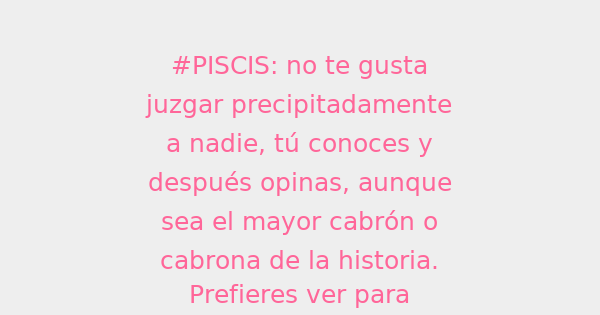 #PISCIS: no te gusta
juzgar precipitadamente
a nadie, tú conoces y
después opinas, aunque
sea el mayor cabrón o
cabrona de la historia.
Prefieres ver para